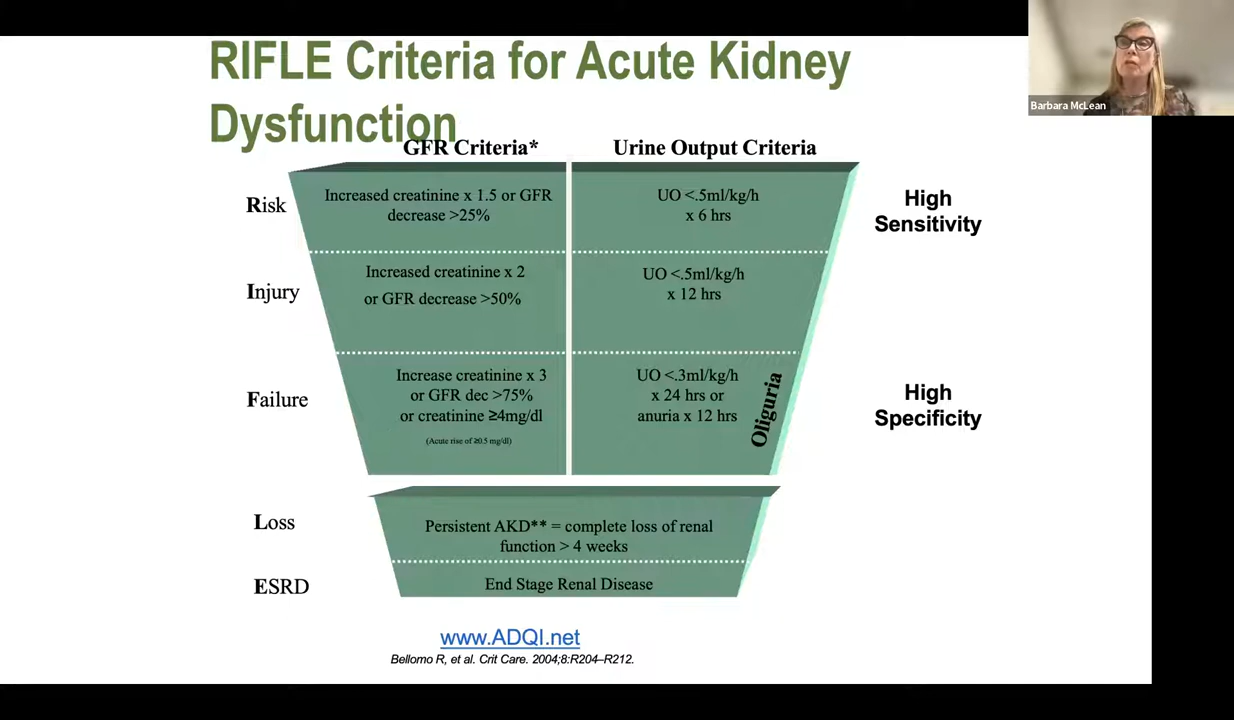 RIFLE Criteria for Acute Kidney
Dysfunction
Barbara McLean
GFR Criteria*
Urine Output Criteria
Risk
Increased creatinine x 1.5 or GFR
decrease >25%
UO <.5ml/kg/h
x 6 hrs
High
Sensitivity
Injury
Increased creatinine x 2
or GFR decrease >50%
UO <.5ml/kg/h
x 12 hrs
Failure
Increase creatinine x 3
or GFR dec >75%
or creatinine ≥4mg/dl
(Acute rise of ≥0.5 mg/dl)
UO <.3ml/kg/h
x 24 hrs or
anuria x 12 hrs
Oliguria
High
Specificity
Loss
Persistent AKD** = complete loss of renal
function > 4 weeks
ESRD
End Stage Renal Disease
www.ADQI.net
Bellomo R, et al. Crit Care. 2004;8:R204–R212.